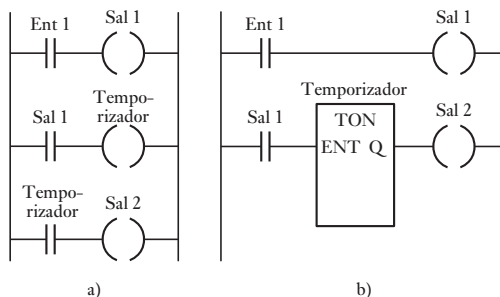 Ent 1 Sal 1
Sal 1 Tempo-
rizador
Tempo-
rizador Sal 2
a)
Ent 1 Sal 1
Temporizador
Sal 1 TON Sal 2
ENT Q
b)